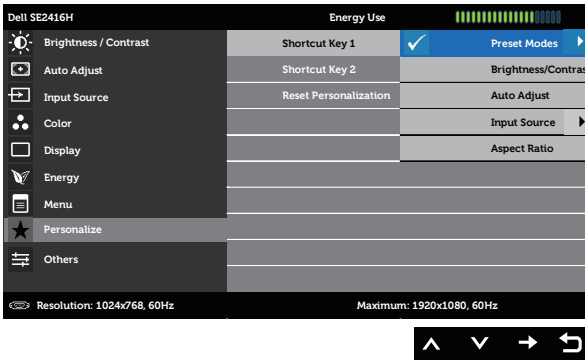 Dell SE2416H Energy Use
Brightness / Contrast Shortcut Key 1 Preset Modes
Auto Adjust Shortcut Key 2 Brightness/Contras
Input Source Reset Personalization Auto Adjust
Color Input Source
Display Aspect Ratio
Energy
Menu
Personalize
Others
Resolution: 1024x768, 60Hz Maximum: 1920x1080, 60Hz